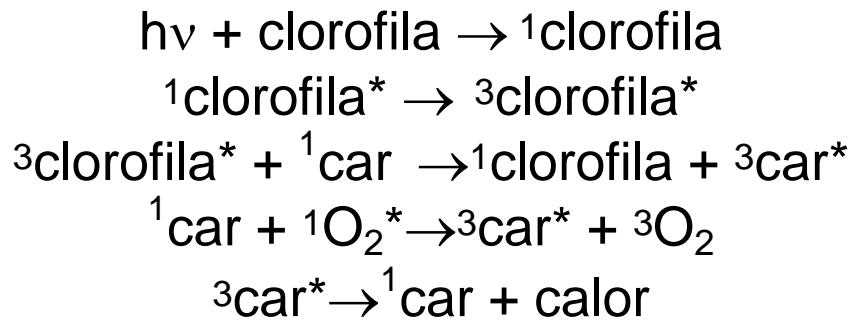 hν + clorofila → ¹clorofila
¹clorofila* → ³clorofila*
³clorofila* + ¹car →¹clorofila + ³car*
¹car + ¹O₂*→³car* + ³O₂
³car*→¹car + calor